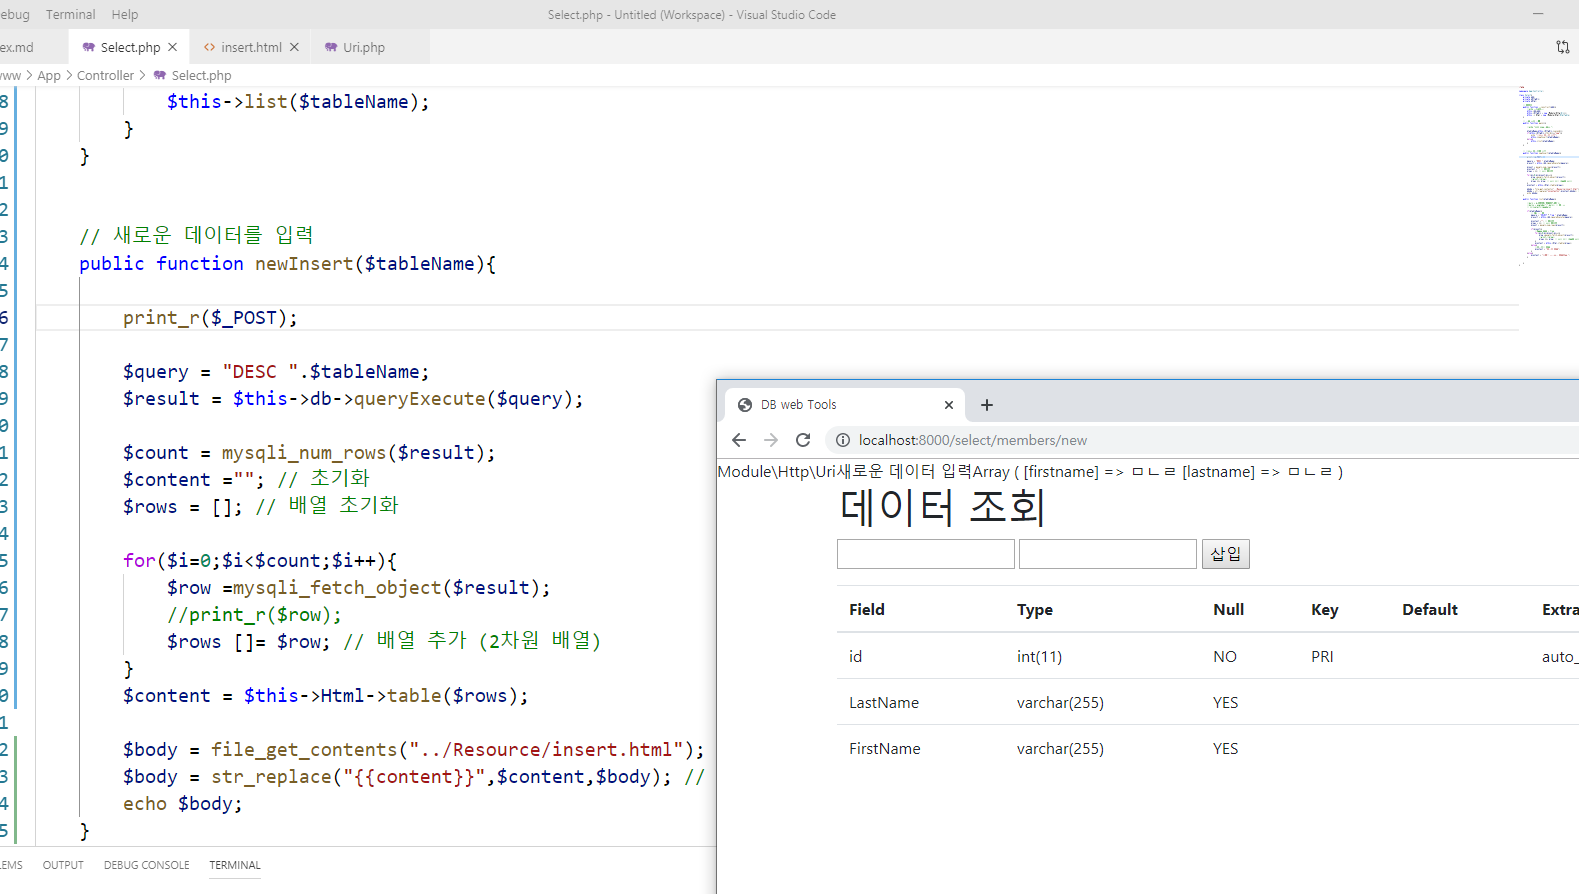 ebug Terminal Help
Select.php - Untitled (Workspace) - Visual Studio Code
ex.md Select.php insert.html Uri.php
www > App > Controller > Select.php
8 $this->list($tableName);
9 }
0 }
1
2
3 // 새로운 데이터를 입력
4 public function newInsert($tableName){
5
6 print_r($_POST);
7
8 $query = "DESC ".$tableName;
9 $result = $this->db->queryExecute($query);
0
1 $count = mysqli_num_rows($result);
2 $content =""; // 초기화
3 $rows = []; // 배열 초기화
4
5 for($i=0;$i<$count;$i++){
6 $row =mysqli_fetch_object($result);
7 //print_r($row);
8 $rows []= $row; // 배열 추가 (2차원 배열)
9 }
0 $content = $this->Html->table($rows);
1
2 $body = file_get_contents("../Resource/insert.html");
3 $body = str_replace("{{content}}",$content,$body); //
4 echo $body;
5 }
LEMS OUTPUT DEBUG CONSOLE TERMINAL
DB web Tools
localhost:8000/select/members/new
Module\Http\Uri새로운 데이터 입력Array ( [firstname] => ㅁㄴㄹ [lastname] => ㅁㄴㄹ )
데이터 조회
삽입
Field Type Null Key Default Extra
id int(11) NO PRI auto_
LastName varchar(255) YES
FirstName varchar(255) YES